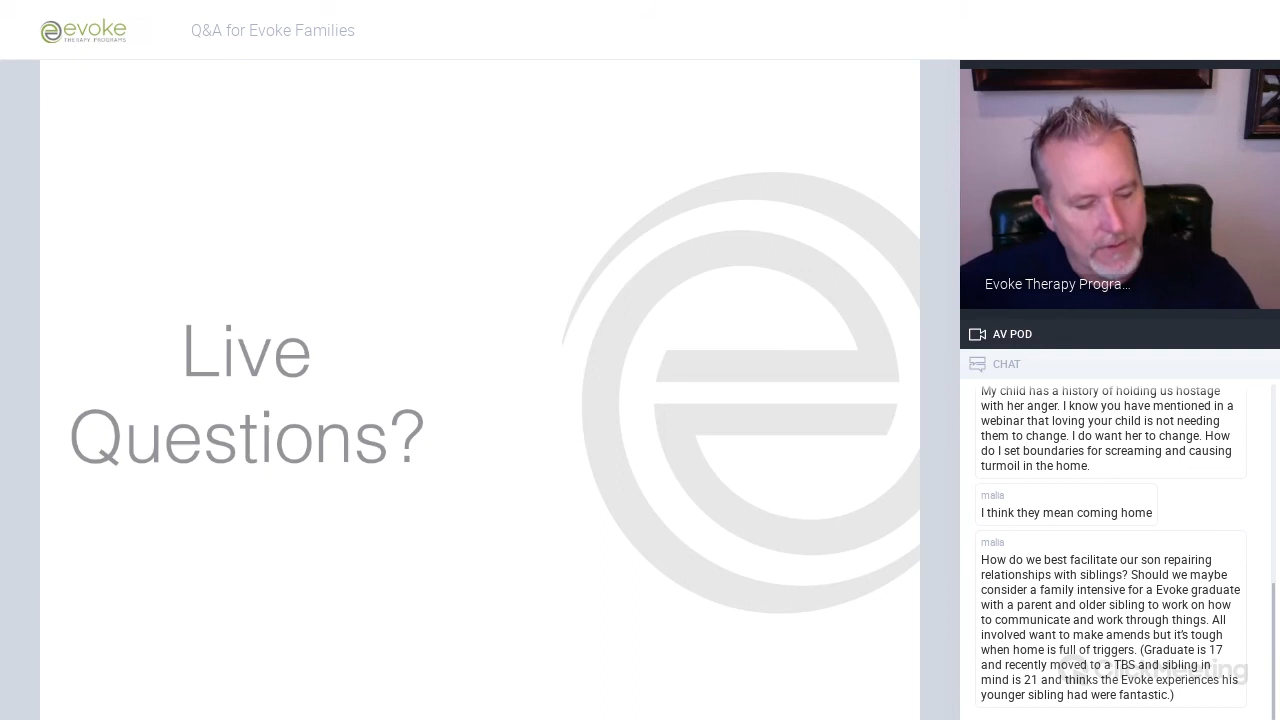 evoke
THERAPY PROGRAMS
Q&A for Evoke Families
Live
Questions?
Evoke Therapy Progra...
AV POD
CHAT
My child has a history of holding us hostage
with her anger. I know you have mentioned in a
webinar that loving your child is not needing
them to change. I do want her to change. How
do I set boundaries for screaming and causing
turmoil in the home.
malia
I think they mean coming home
malia
How do we best facilitate our son repairing
relationships with siblings? Should we maybe
consider a family intensive for a Evoke graduate
with a parent and older sibling to work on how
to communicate and work through things. All
involved want to make amends but it's tough
when home is full of triggers. (Graduate is 17
and recently moved to a TBS and sibling in
mind is 21 and thinks the Evoke experiences his
younger sibling had were fantastic.)
ClickMeeting